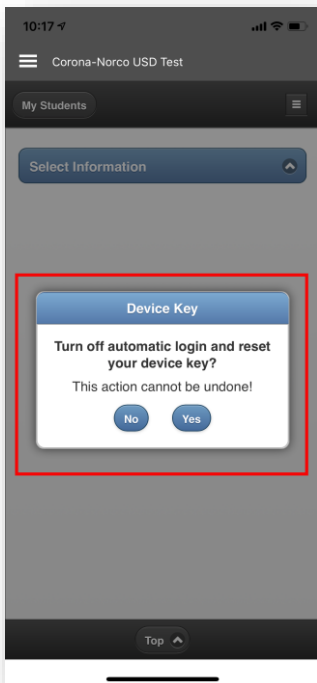 10:17
Corona-Norco USD Test
My Students
Select Information
Device Key
Turn off automatic login and reset
your device key?
This action cannot be undone!
No Yes
Top